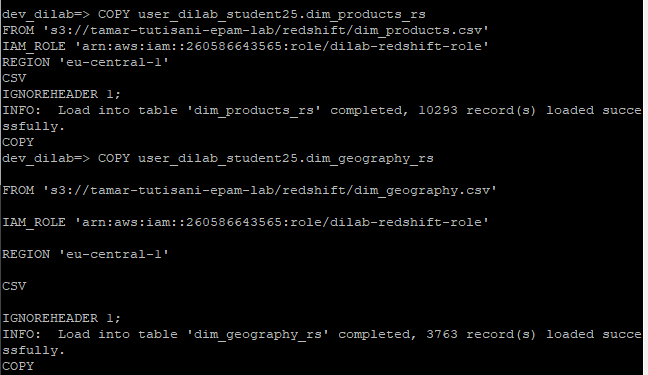 dev_dilab=> COPY user_dilab_student25.dim_products_rs
FROM 's3://tamar-tutisani-epam-lab/redshift/dim_products.csv'
IAM_ROLE 'arn:aws:iam::260586643565:role/dilab-redshift-role'
REGION 'eu-central-1'
CSV
IGNOREHEADER 1;
INFO:  Load into table 'dim_products_rs' completed, 10293 record(s) loaded succe
ssfully.
COPY
dev_dilab=> COPY user_dilab_student25.dim_geography_rs
FROM 's3://tamar-tutisani-epam-lab/redshift/dim_geography.csv'
IAM_ROLE 'arn:aws:iam::260586643565:role/dilab-redshift-role'
REGION 'eu-central-1'
CSV
IGNOREHEADER 1;
INFO:  Load into table 'dim_geography_rs' completed, 3763 record(s) loaded succe
ssfully.
COPY